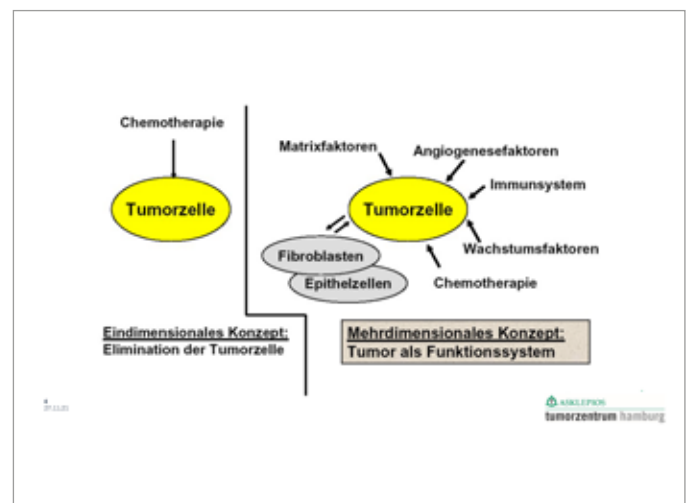 Chemotherapie
Tumorzelle
Matrixfaktoren
Angiogenesefaktoren
Immunsystem
Tumorzelle
Wachstumsfaktoren
Fibroblasten
Epithelzellen
Chemotherapie
Eindimensionales Konzept:
Elimination der Tumorzelle
Mehrdimensionales Konzept:
Tumor als Funktionssystem
ASKLEPIOS
tumorzentrum hamburg